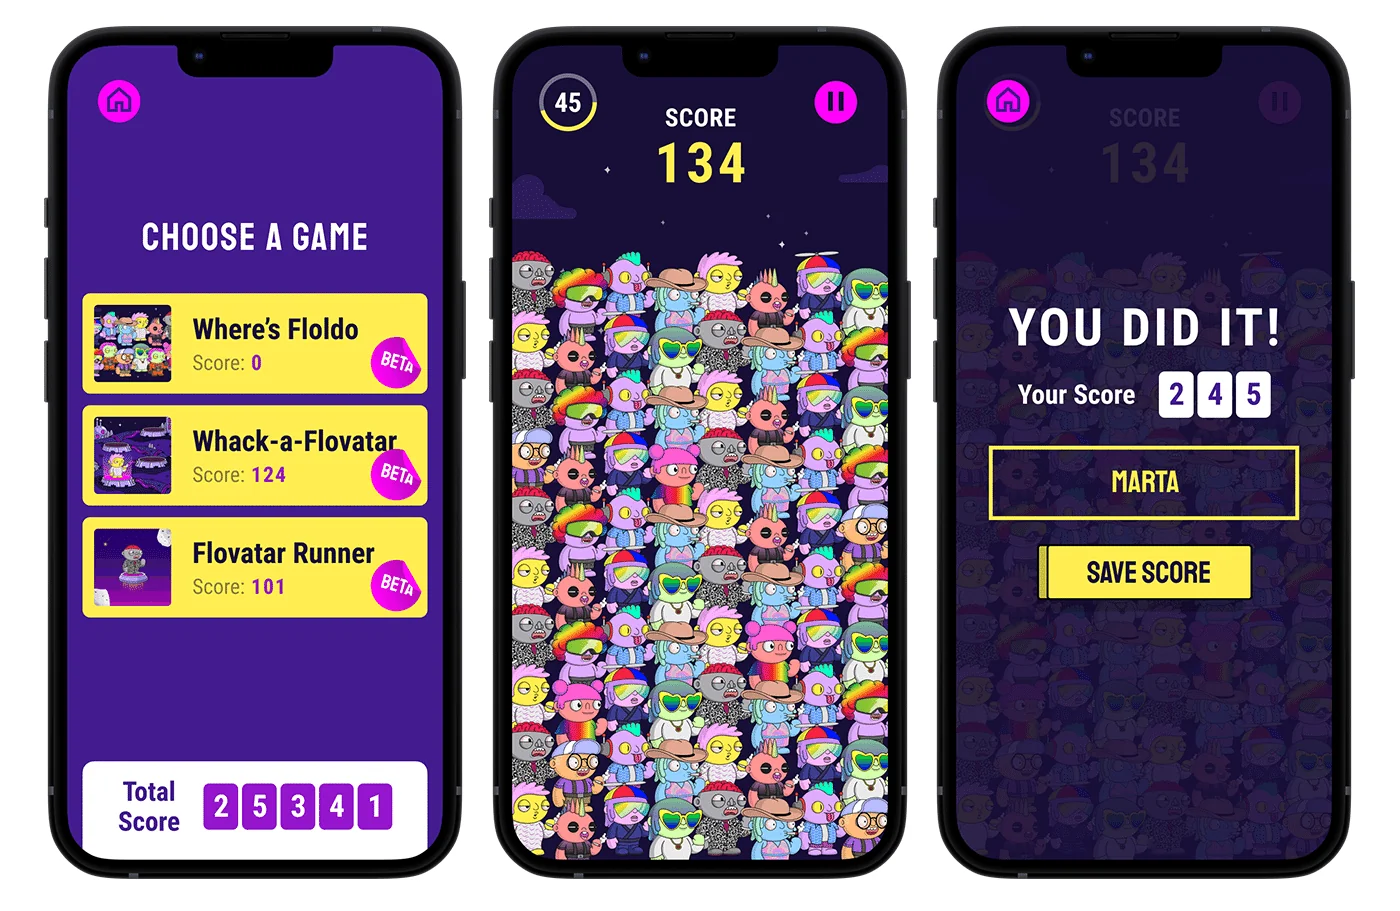 CHOOSE A GAME
Where's Floldo
Score: 0
BETA
Whack-a-Flovatar
Score: 124
BETA
Flovatar Runner
Score: 101
BETA
Total
Score
2 5 3 4 1
45
SCORE
134
SCORE
134
YOU DID IT!
Your Score 2 4 5
MARTA
SAVE SCORE